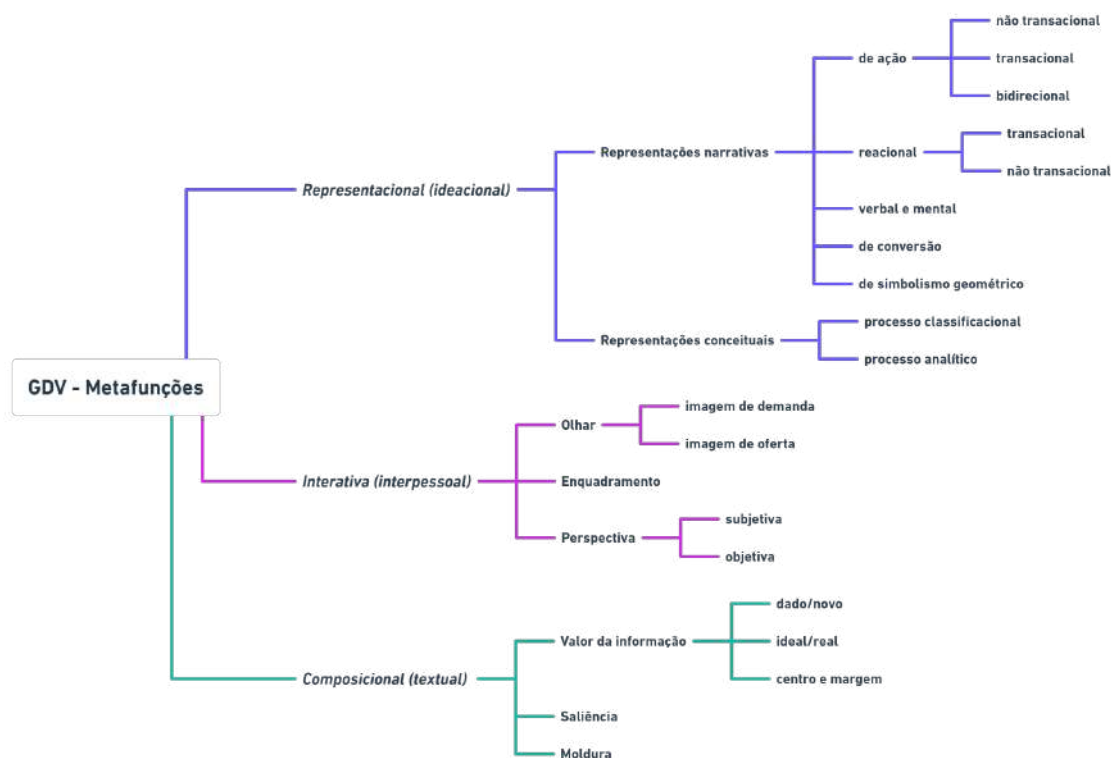 GDV - Metafunções
Representacional (ideacional)
Representações narrativas
de ação
não transacional
transacional
bidirecional
reacional
transacional
não transacional
verbal e mental
de conversão
de simbolismo geométrico
Representações conceituais
processo classificacional
processo analítico
Interativa (interpessoal)
Olhar
imagem de demanda
imagem de oferta
Enquadramento
Perspectiva
subjetiva
objetiva
Composicional (textual)
Valor da informação
dado/novo
ideal/real
centro e margem
Saliência
Moldura